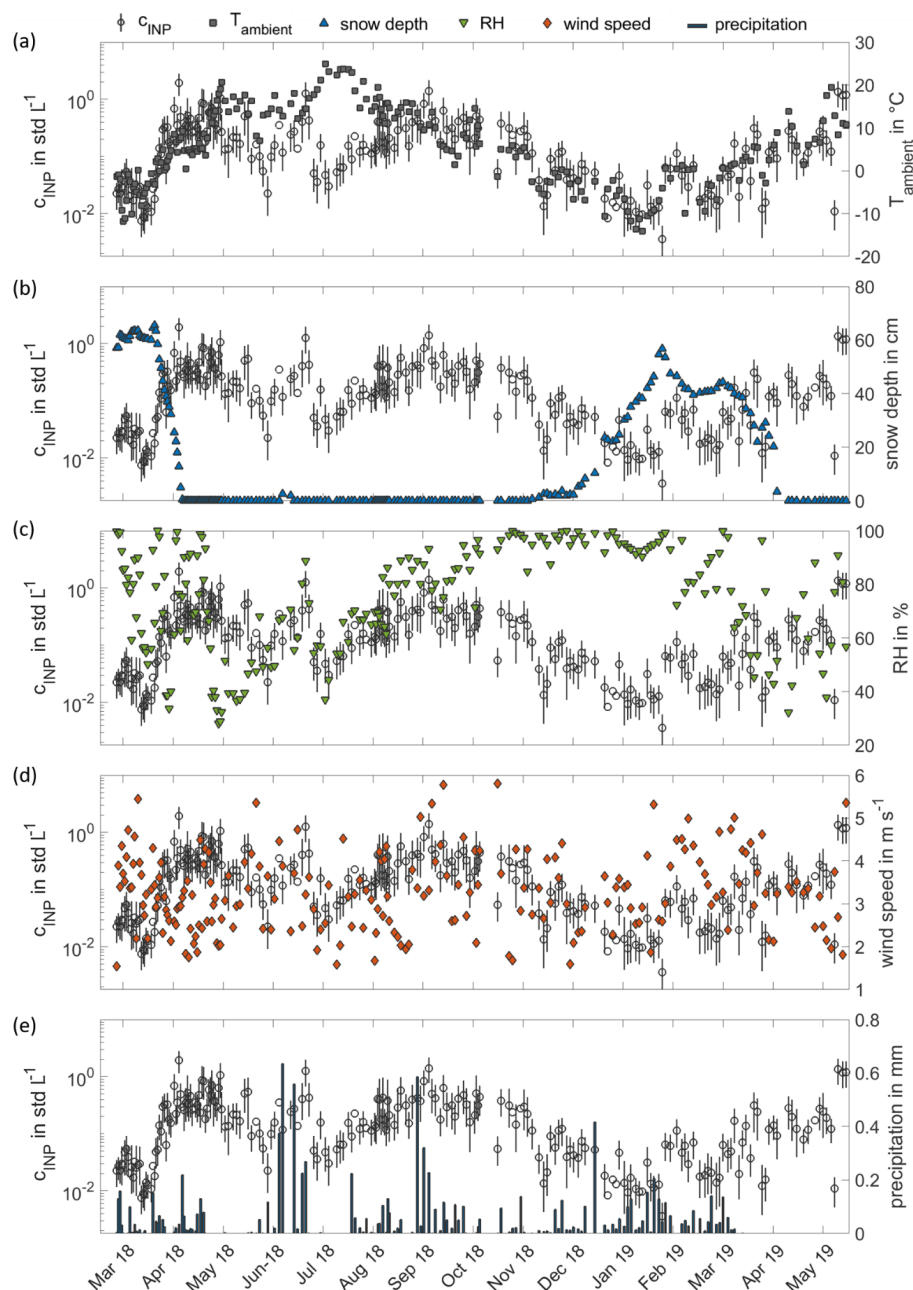 c_INP T_ambient snow depth RH wind speed precipitation
(a)
c_INP in std L^-1
10^0
10^-2
30
20
10
0
-10
-20
T_ambient in °C
(b)
c_INP in std L^-1
10^0
10^-2
80
60
40
20
0
snow depth in cm
(c)
c_INP in std L^-1
10^0
10^-2
100
80
60
40
20
RH in %
(d)
c_INP in std L^-1
10^0
10^-2
6
5
4
3
2
1
wind speed in m s^-1
(e)
c_INP in std L^-1
10^0
10^-2
0.8
0.6
0.4
0.2
0
precipitation in mm
Mar 18
Apr 18
May 18
Jun-18
Jul 18
Aug 18
Sep 18
Oct 18
Nov 18
Dec 18
Jan 19
Feb 19
Mar 19
Apr 19
May 19